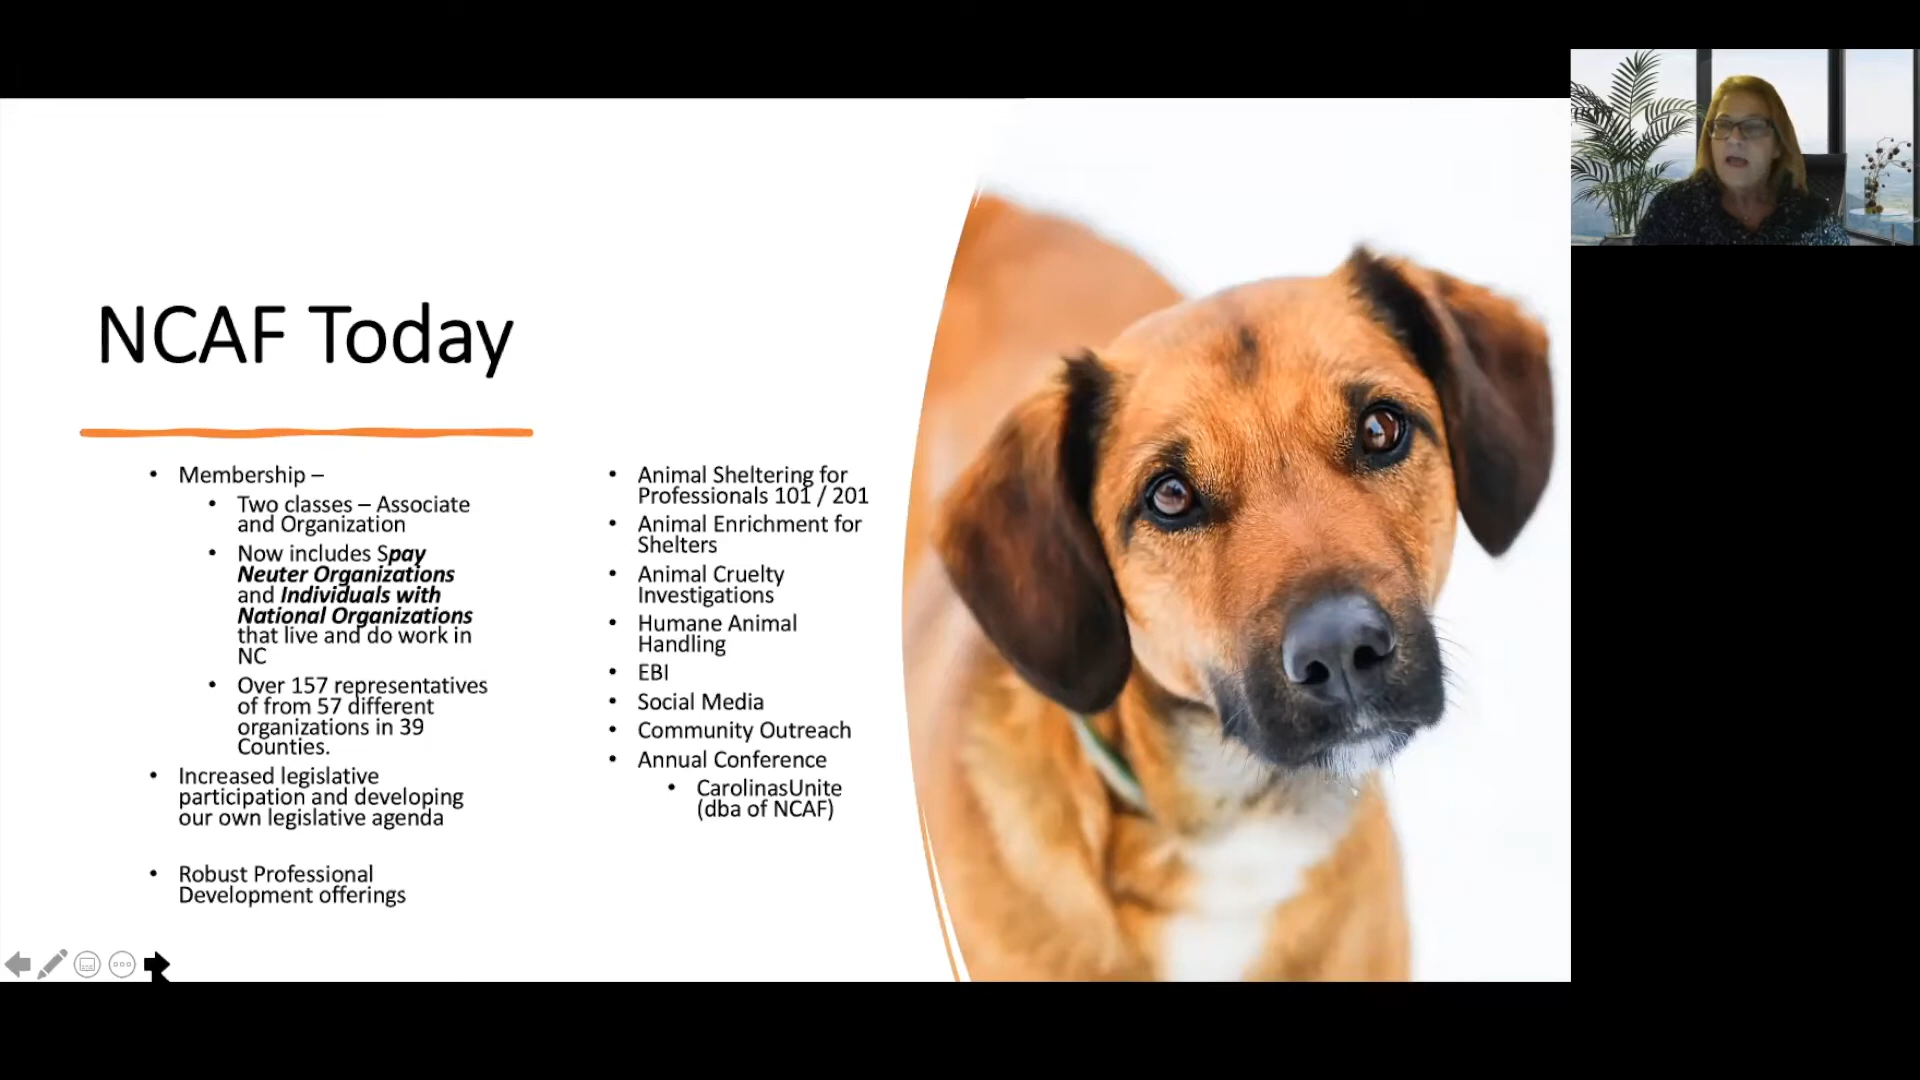 NCAF Today
• Membership –
• Two classes – Associate
and Organization
• Now includes Spay
Neuter Organizations
and Individuals with
National Organizations
that live and do work in
NC
• Over 157 representatives
of from 57 different
organizations in 39
Counties.
• Increased legislative
participation and developing
our own legislative agenda
• Robust Professional
Development offerings
• Animal Sheltering for
Professionals 101 / 201
• Animal Enrichment for
Shelters
• Animal Cruelty
Investigations
• Humane Animal
Handling
• EBI
• Social Media
• Community Outreach
• Annual Conference
• CarolinasUnite
(dba of NCAF)